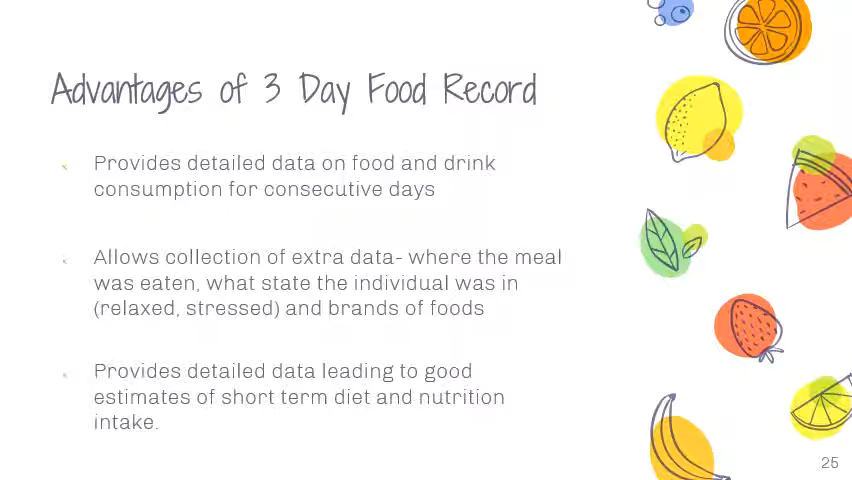 Advantages of 3 Day Food Record
Provides detailed data on food and drink
consumption for consecutive days
Allows collection of extra data- where the meal
was eaten, what state the individual was in
(relaxed, stressed) and brands of foods
Provides detailed data leading to good
estimates of short term diet and nutrition
intake.
25